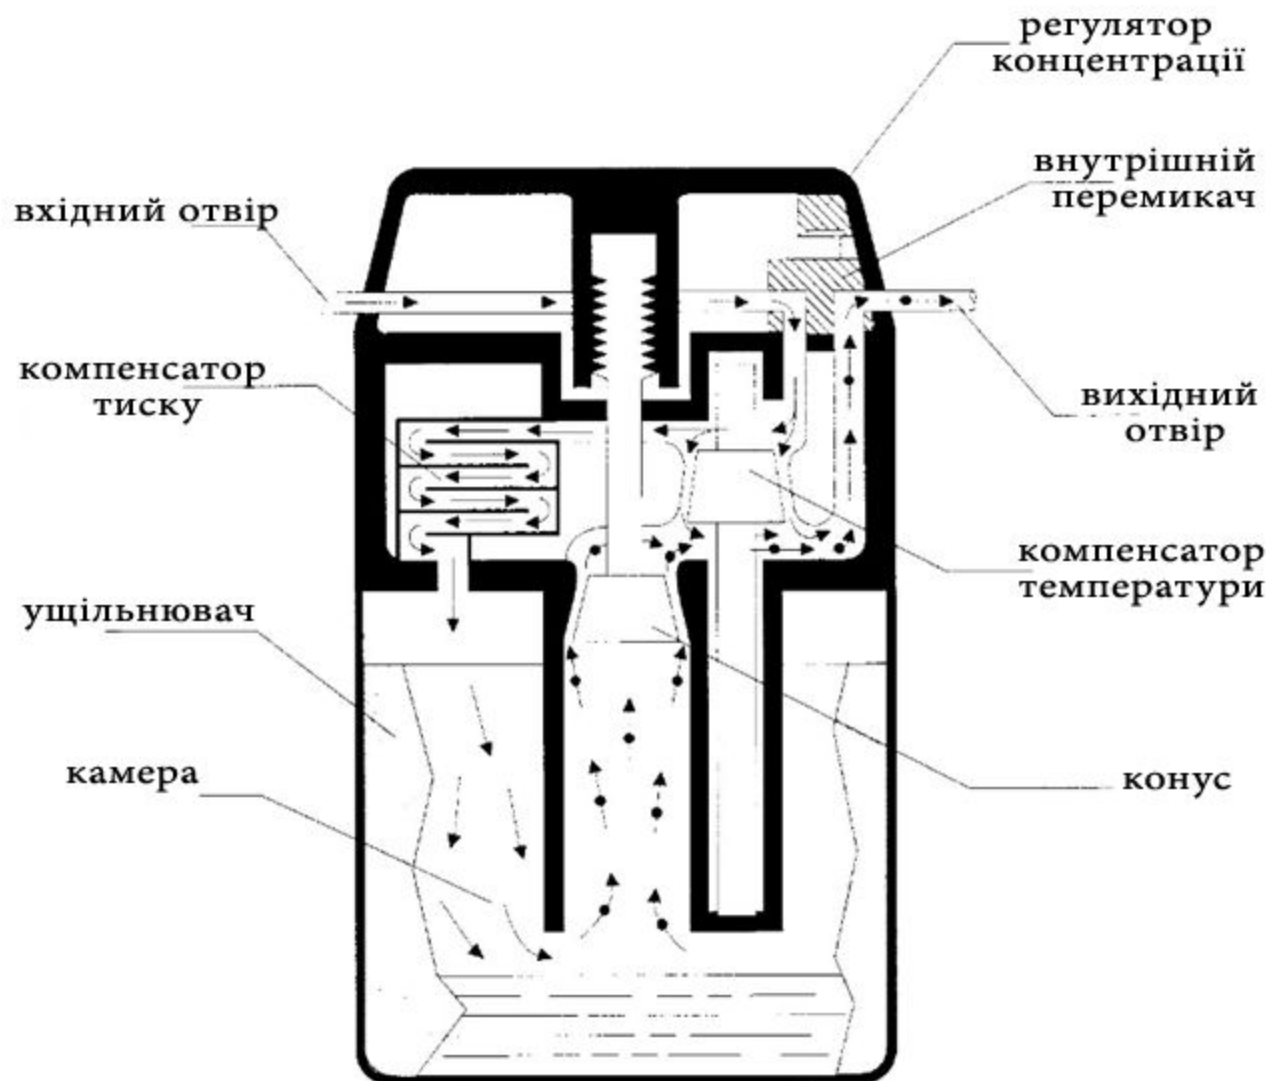 регулятор
концентрації
внутрішній
перемикач
вхідний отвір
компенсатор
тиску
вихідний
отвір
компенсатор
температури
ущільнювач
камера
конус